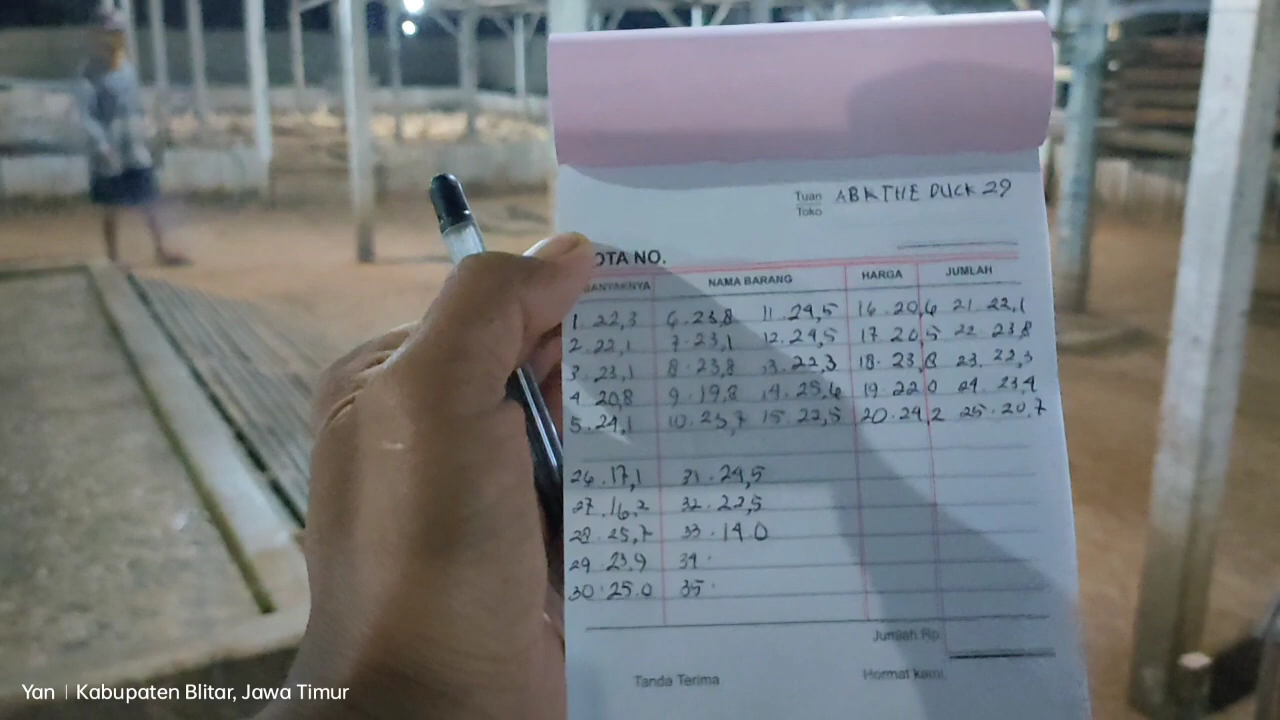 Tuan
Toko
ABKTHE DUCK 29
OTA NO.
BANYAKNYA NAMA BARANG HARGA JUMLAH
1. 22,3 6. 23,8 11. 24,5 16. 20,6 21. 22,1
2. 22,1 7. 23,1 12. 24,5 17. 20,5 22. 23,8
3. 23,1 8. 23,8 13. 22,3 18. 23,8 23. 22,3
4. 20,8 9. 19,8 14. 25,6 19. 22,0 24. 23,4
5. 24,1 10. 23,7 15. 22,5 20. 24,2 25. 20,7
26. 17,1 31. 24,5
27. 16,2 32. 22,5
28. 25,7 33. 14.0
29. 23,9 34.
30. 25.0 35.
Jumlah Rp.
Tanda Terima Hormat kami,
Yan | Kabupaten Blitar, Jawa Timur